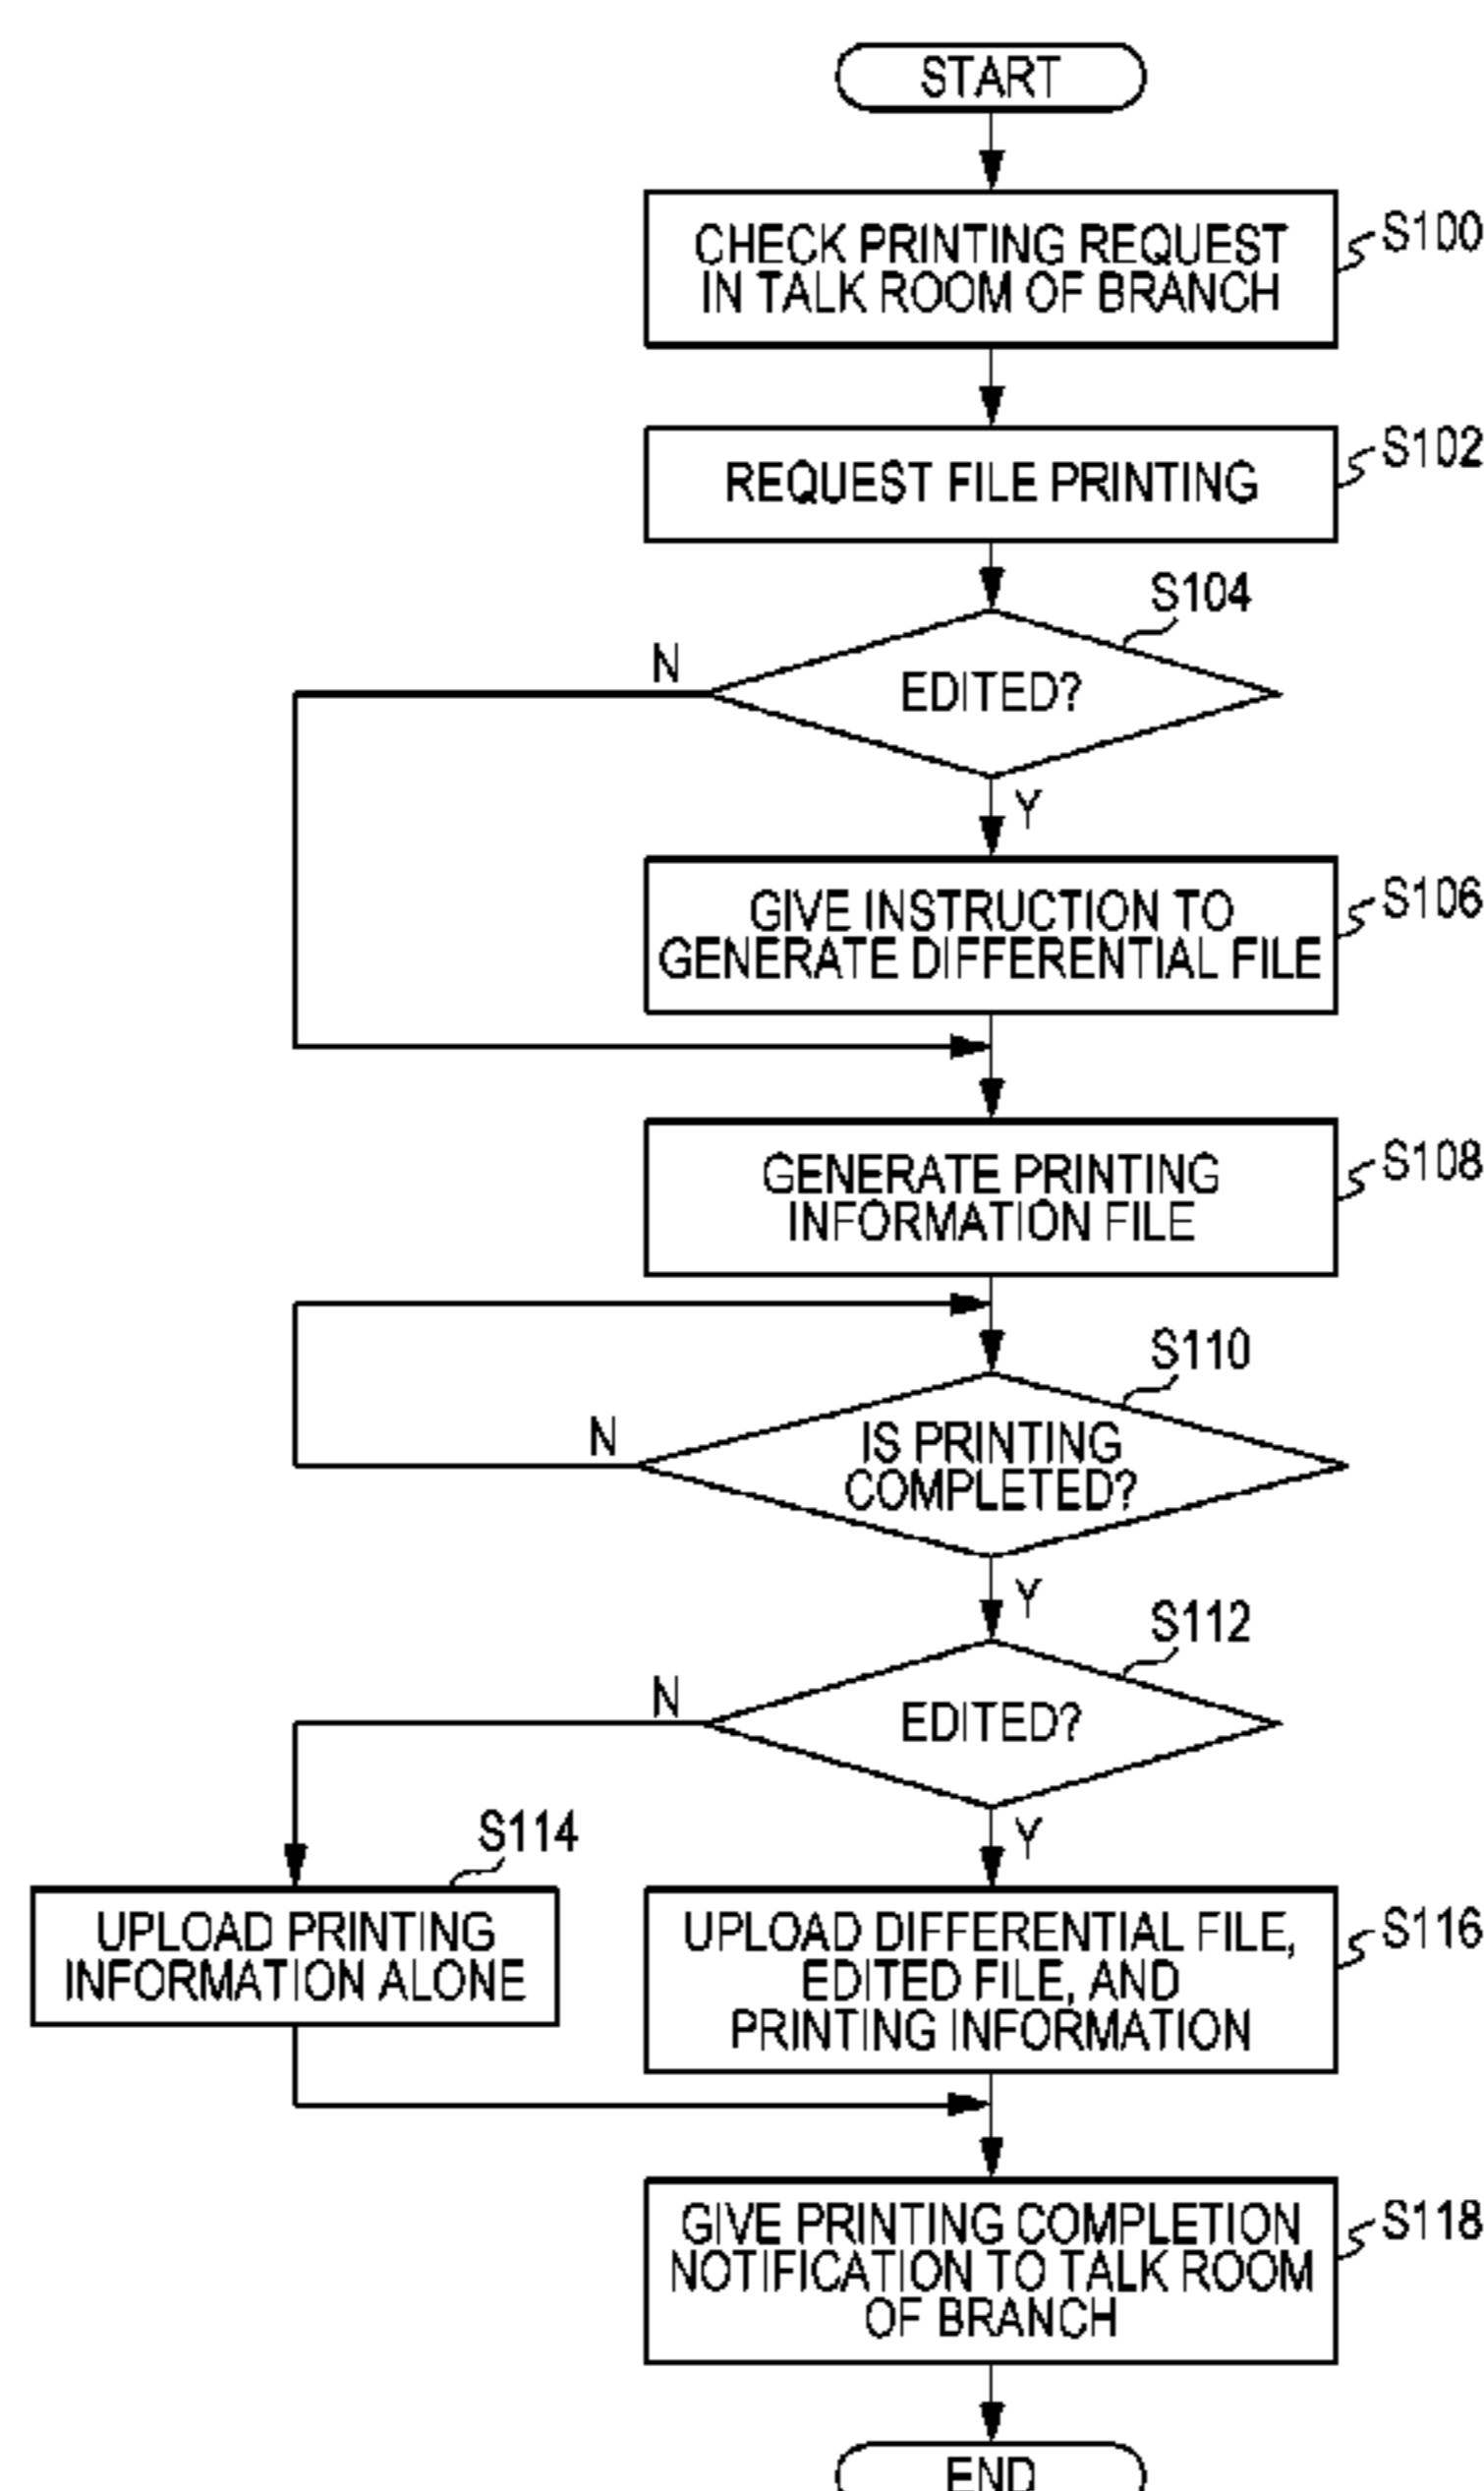 START
CHECK PRINTING REQUEST
IN TALK ROOM OF BRANCH
S100
REQUEST FILE PRINTING
S102
S104
EDITED?
N
Y
GIVE INSTRUCTION TO
GENERATE DIFFERENTIAL FILE
S106
GENERATE PRINTING
INFORMATION FILE
S108
S110
IS PRINTING
COMPLETED?
N
Y
S112
EDITED?
N
Y
S114
UPLOAD PRINTING
INFORMATION ALONE
UPLOAD DIFFERENTIAL FILE,
EDITED FILE, AND
PRINTING INFORMATION
S116
GIVE PRINTING COMPLETION
NOTIFICATION TO TALK ROOM
OF BRANCH
S118
END